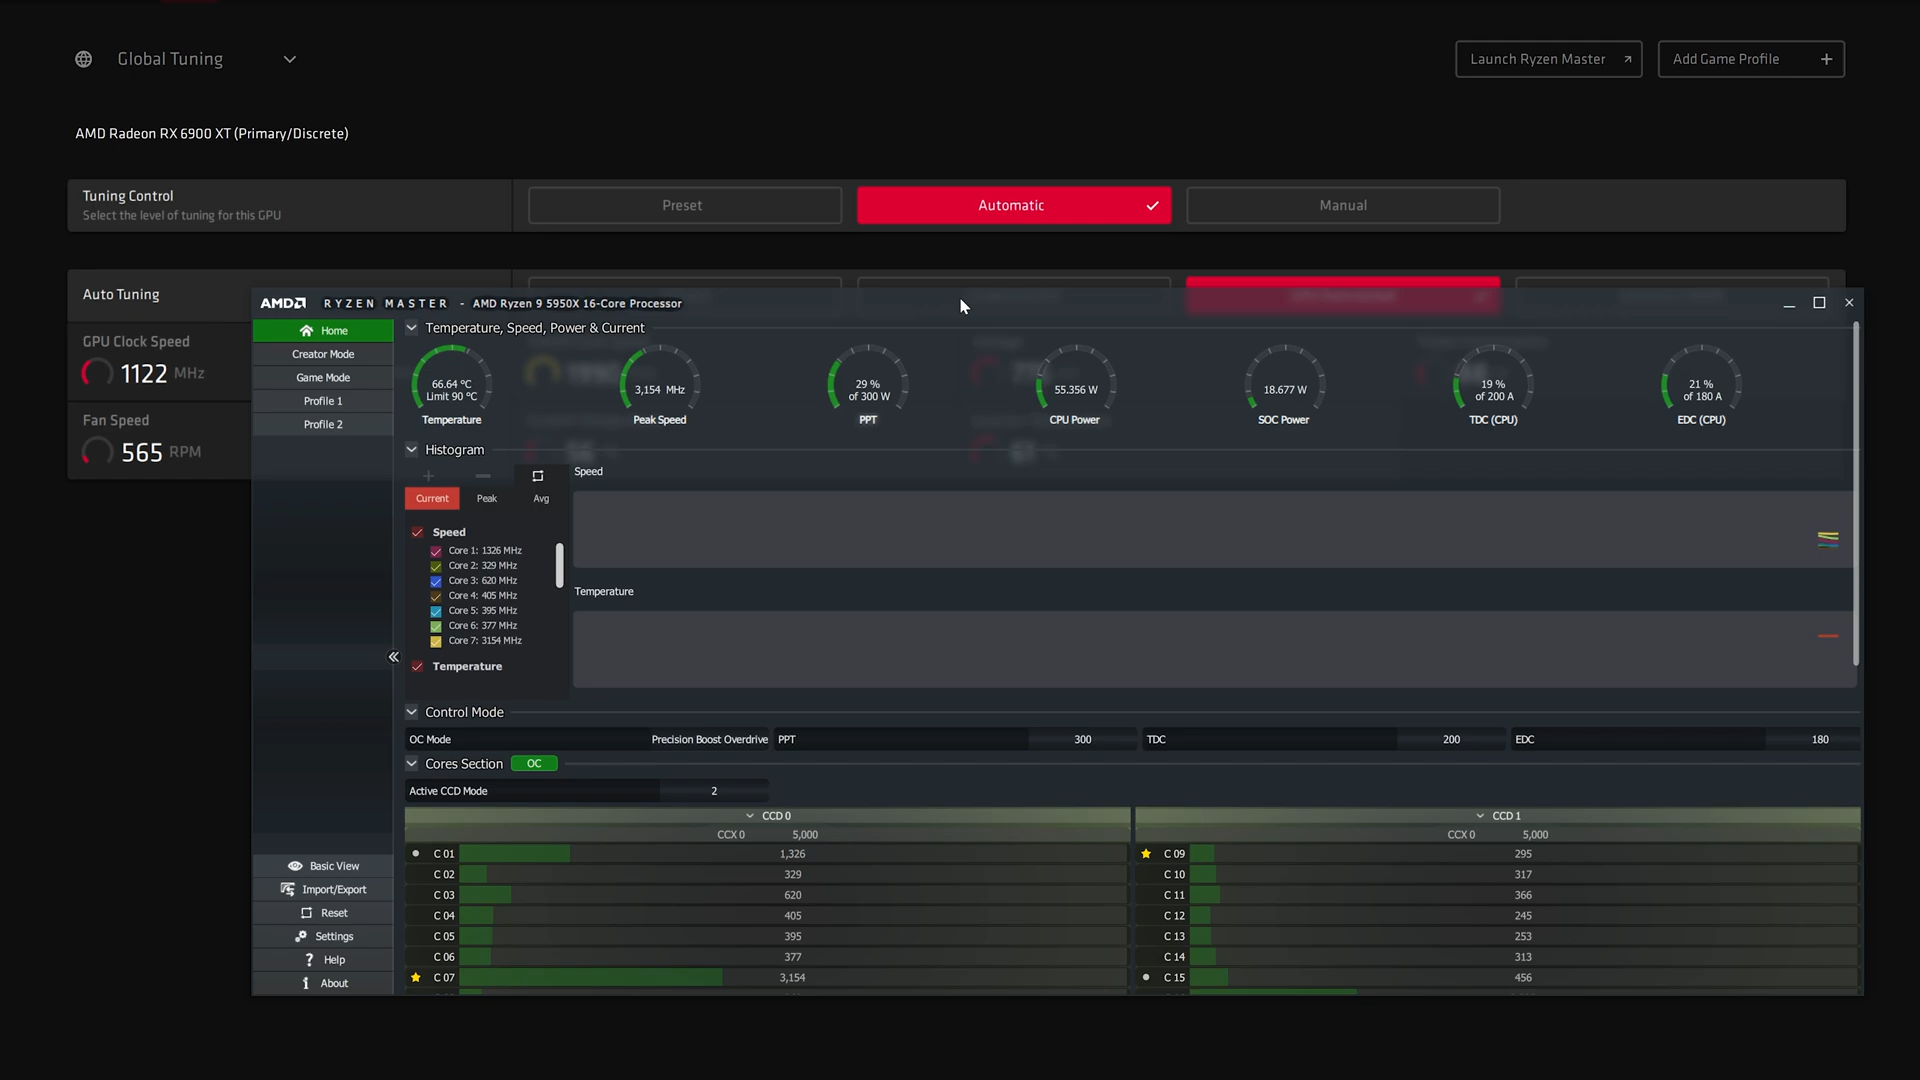 Global Tuning
Launch Ryzen Master
Add Game Profile
AMD Radeon RX 6900 XT (Primary/Discrete)
Tuning Control
Select the level of tuning for this GPU
Preset
Automatic
Manual
Auto Tuning
GPU Clock Speed
1122 MHz
Fan Speed
565 RPM
AMD RYZEN MASTER - AMD Ryzen 9 5950X 16-Core Processor
Home
Creator Mode
Game Mode
Profile 1
Profile 2
Basic View
Import/Export
Reset
Settings
Help
About
Temperature, Speed, Power & Current
66.64 ºC
Limit 90 ºC
Temperature
3,154 MHz
Peak Speed
29 %
of 300 W
PPT
55.356 W
CPU Power
18.677 W
SOC Power
19 %
of 200 A
TDC (CPU)
21 %
of 180 A
EDC (CPU)
Histogram
Current Peak Avg
Speed
Core 1: 1326 MHz
Core 2: 329 MHz
Core 3: 620 MHz
Core 4: 405 MHz
Core 5: 395 MHz
Core 6: 377 MHz
Core 7: 3154 MHz
Temperature
Speed
Temperature
Control Mode
OC Mode Precision Boost Overdrive PPT 300 TDC 200 EDC 180
Cores Section OC
Active CCD Mode 2
CCD 0
CCX 0 5,000
C 01 1,326
C 02 329
C 03 620
C 04 405
C 05 395
C 06 377
C 07 3,154
CCD 1
CCX 0 5,000
C 09 295
C 10 317
C 11 366
C 12 245
C 13 253
C 14 313
C 15 456